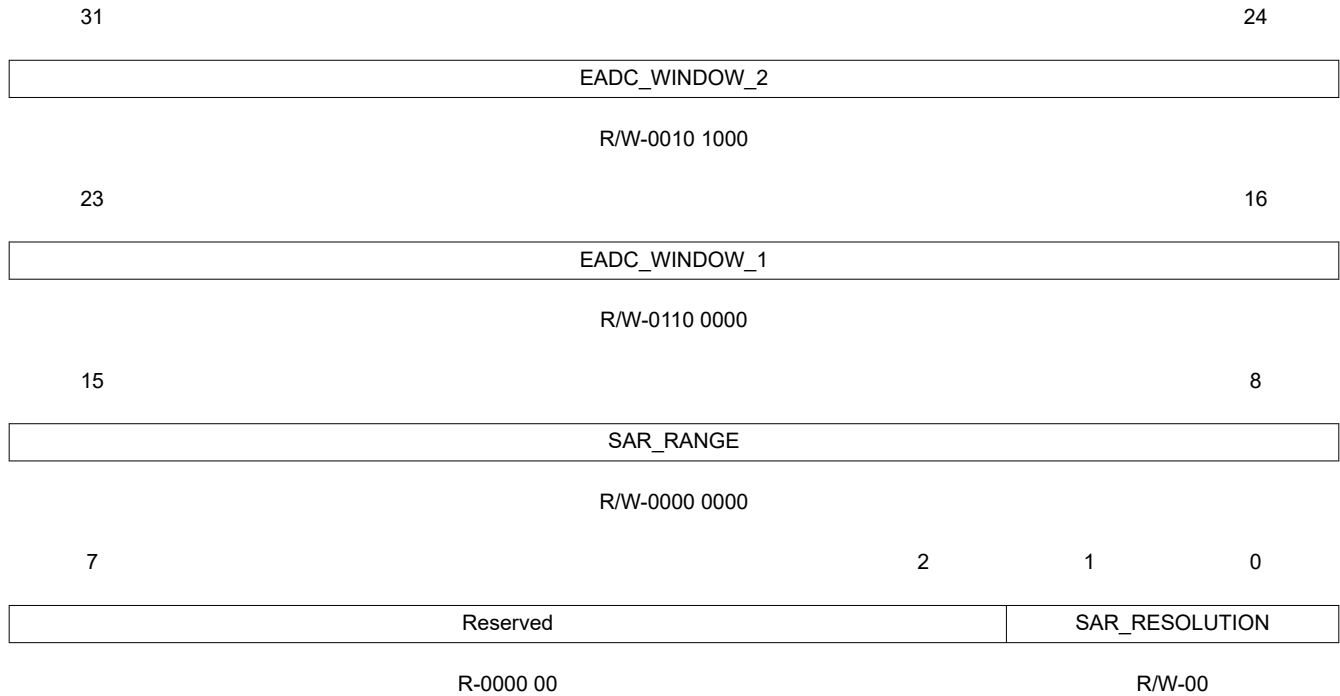 31 24
EADC_WINDOW_2
R/W-0010 1000
23 16
EADC_WINDOW_1
R/W-0110 0000
15 8
SAR_RANGE
R/W-0000 0000
7 2 1 0
Reserved SAR_RESOLUTION
R-0000 00 R/W-00